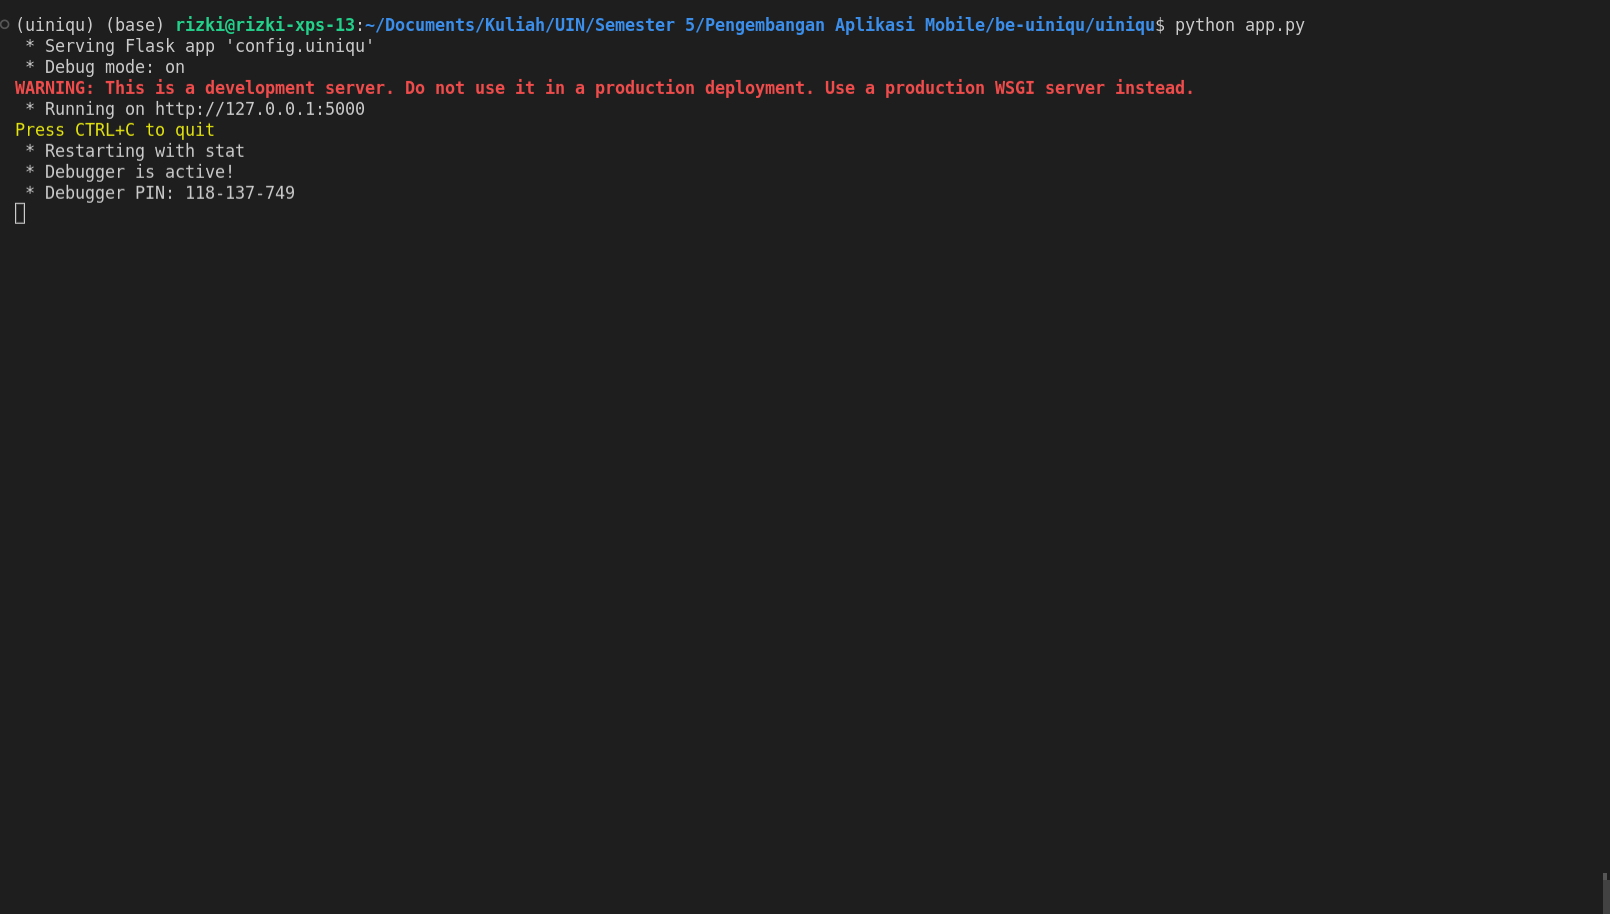 (uiniqu) (base) rizki@rizki-xps-13:~/Documents/Kuliah/UIN/Semester 5/Pengembangan Aplikasi Mobile/be-uiniqu/uiniqu$ python app.py
 * Serving Flask app 'config.uiniqu'
 * Debug mode: on
WARNING: This is a development server. Do not use it in a production deployment. Use a production WSGI server instead.
 * Running on http://127.0.0.1:5000
Press CTRL+C to quit
 * Restarting with stat
 * Debugger is active!
 * Debugger PIN: 118-137-749